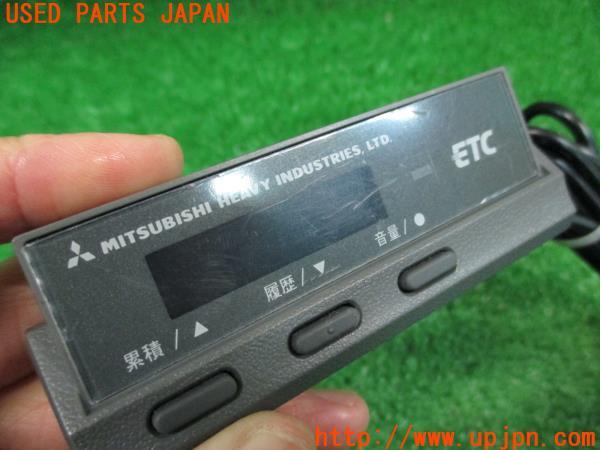 USED PARTS JAPAN
MITSUBISHI HEAVY INDUSTRIES, LTD.
ETC
累積/▲
履歴/▼
音量/●
http://www.upjpn.com